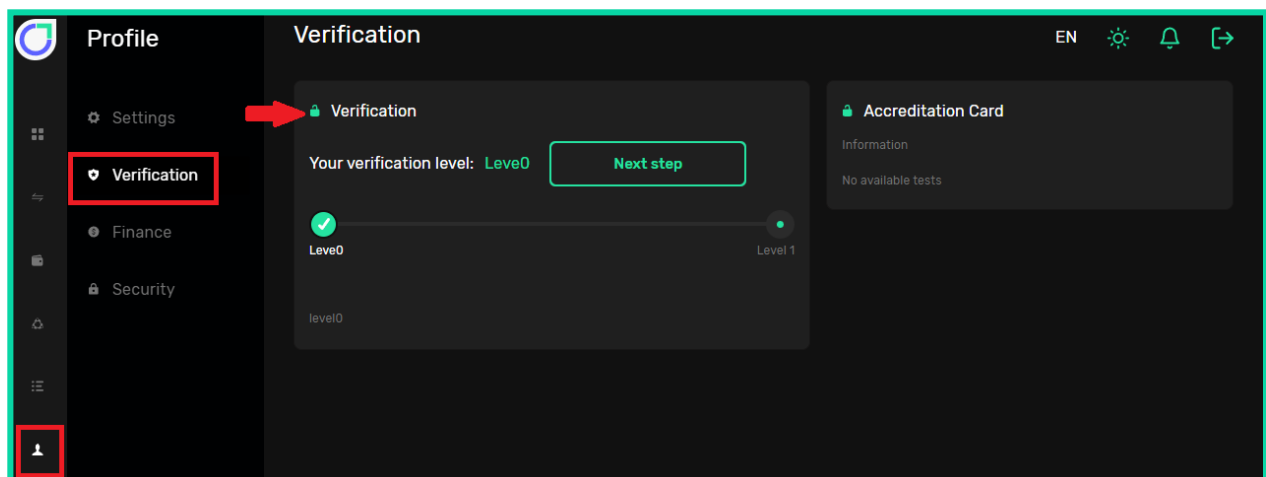 Profile
Settings
Verification
Finance
Security
Verification
EN
Verification
Your verification level: Leve0
Next step
Leve0
Level 1
level0
Accreditation Card
Information
No available tests